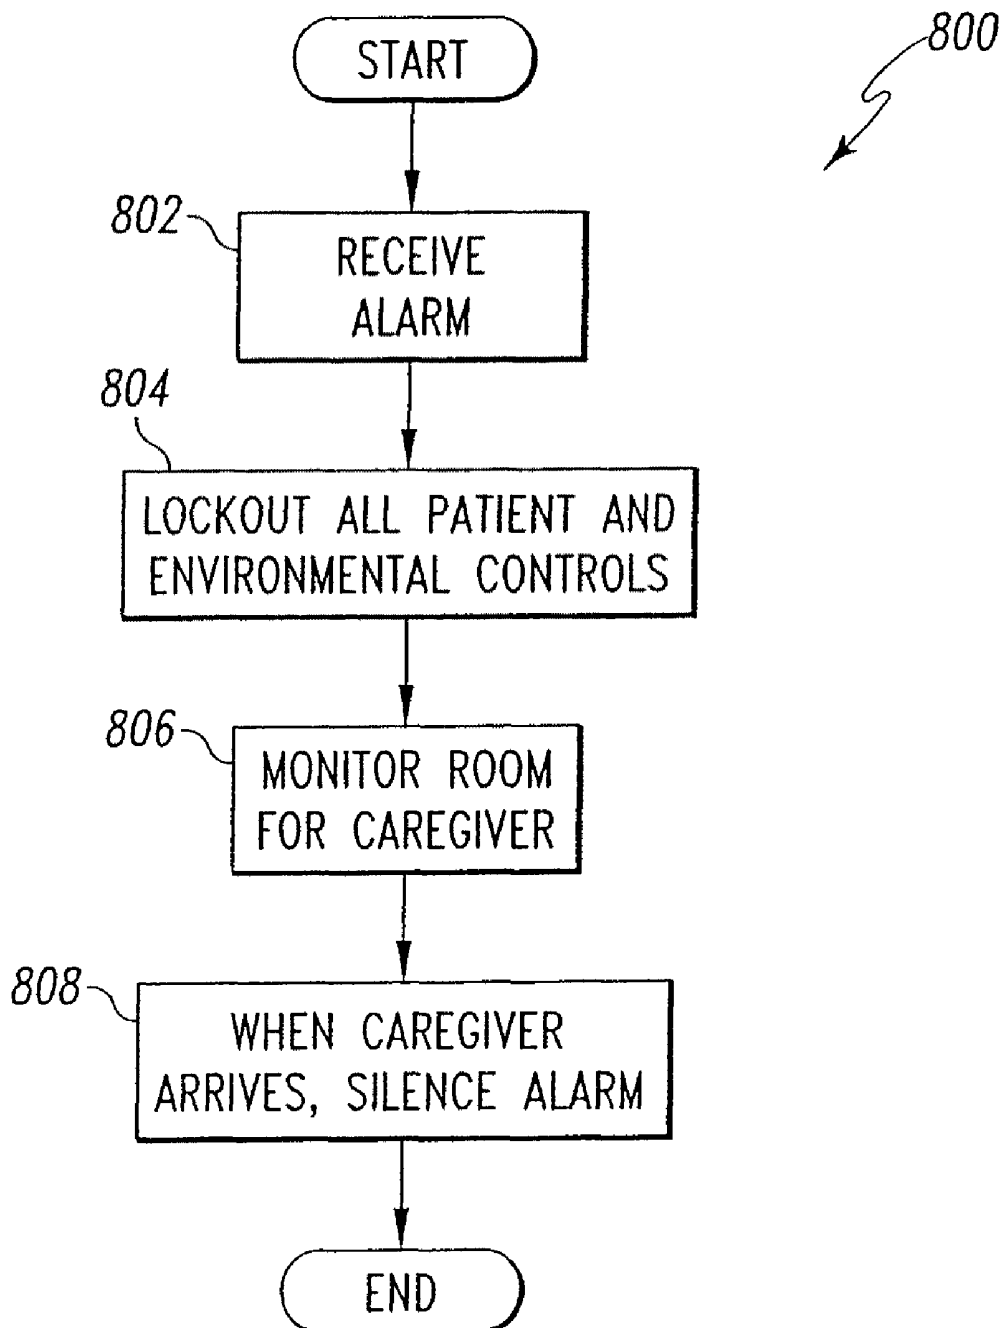 START
800
802
RECEIVE
ALARM
804
LOCKOUT ALL PATIENT AND
ENVIRONMENTAL CONTROLS
806
MONITOR ROOM
FOR CAREGIVER
808
WHEN CAREGIVER
ARRIVES, SILENCE ALARM
END